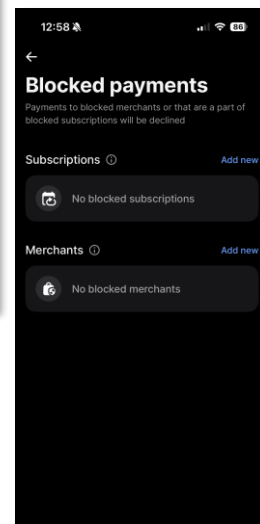 12:58
86
Blocked payments
Payments to blocked merchants or that are a part of
blocked subscriptions will be declined
Subscriptions
Add new
No blocked subscriptions
Merchants
Add new
No blocked merchants